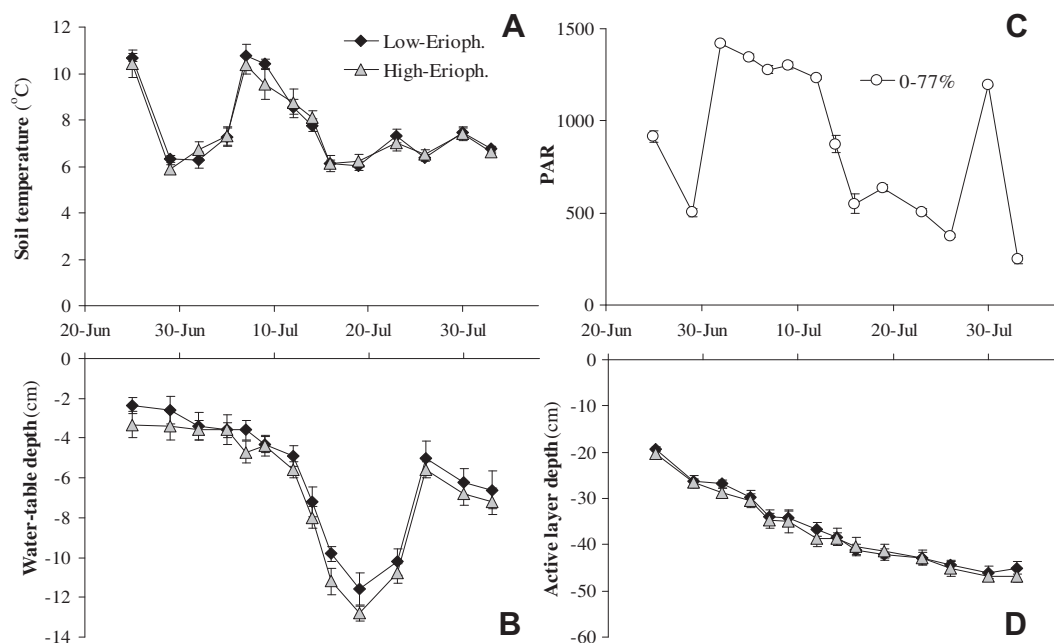 A
Low-Erioph.
High-Erioph.
Soil temperature (°C)
12
10
8
6
4
2
0
20-Jun 30-Jun 10-Jul 20-Jul 30-Jul
C
0-77%
PAR
1500
1000
500
0
20-Jun 30-Jun 10-Jul 20-Jul 30-Jul
B
Water-table depth (cm)
0
-2
-4
-6
-8
-10
-12
-14
D
Active layer depth (cm)
0
-10
-20
-30
-40
-50
-60